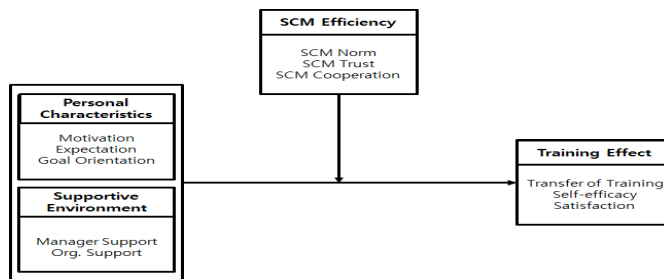 SCM Efficiency
SCM Norm
SCM Trust
SCM Cooperation
Personal
Characteristics
Motivation
Expectation
Goal Orientation
Supportive
Environment
Manager Support
Org. Support
Training Effect
Transfer of Training
Self-efficacy
Satisfaction